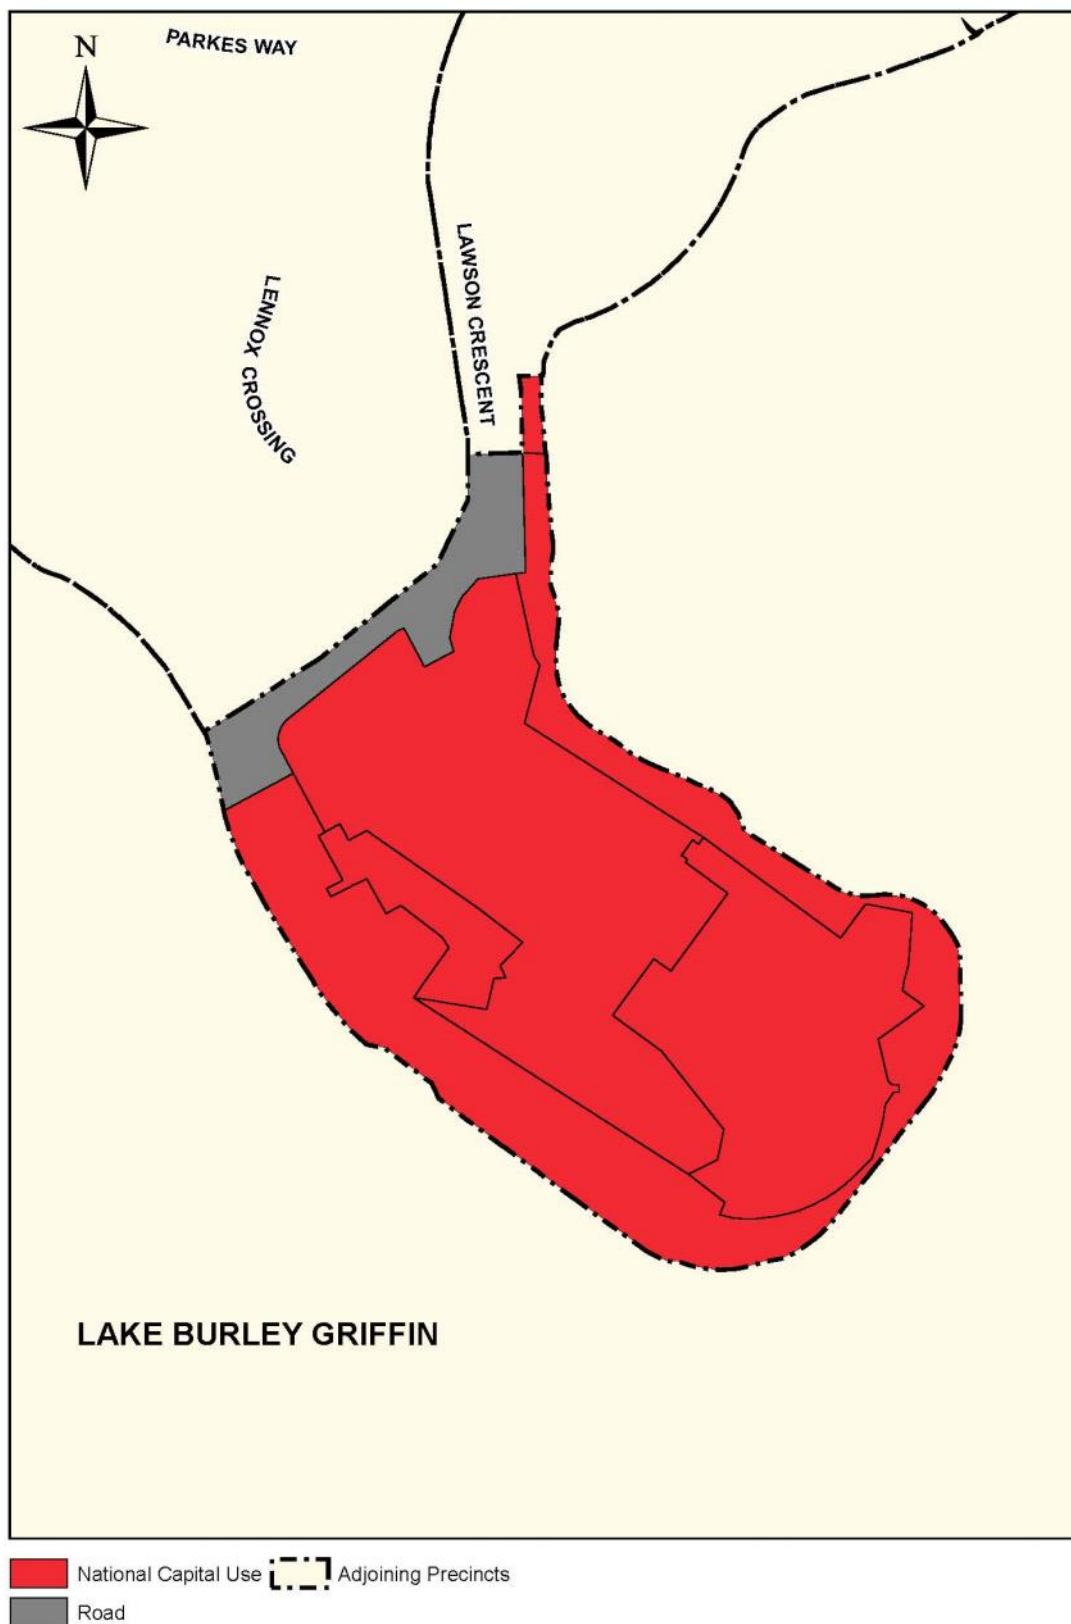 N
PARKES WAY
LAWSON CRESCENT
LENNOX CROSSING
LAKE BURLEY GRIFFIN
National Capital Use
Adjoining Precincts
Road